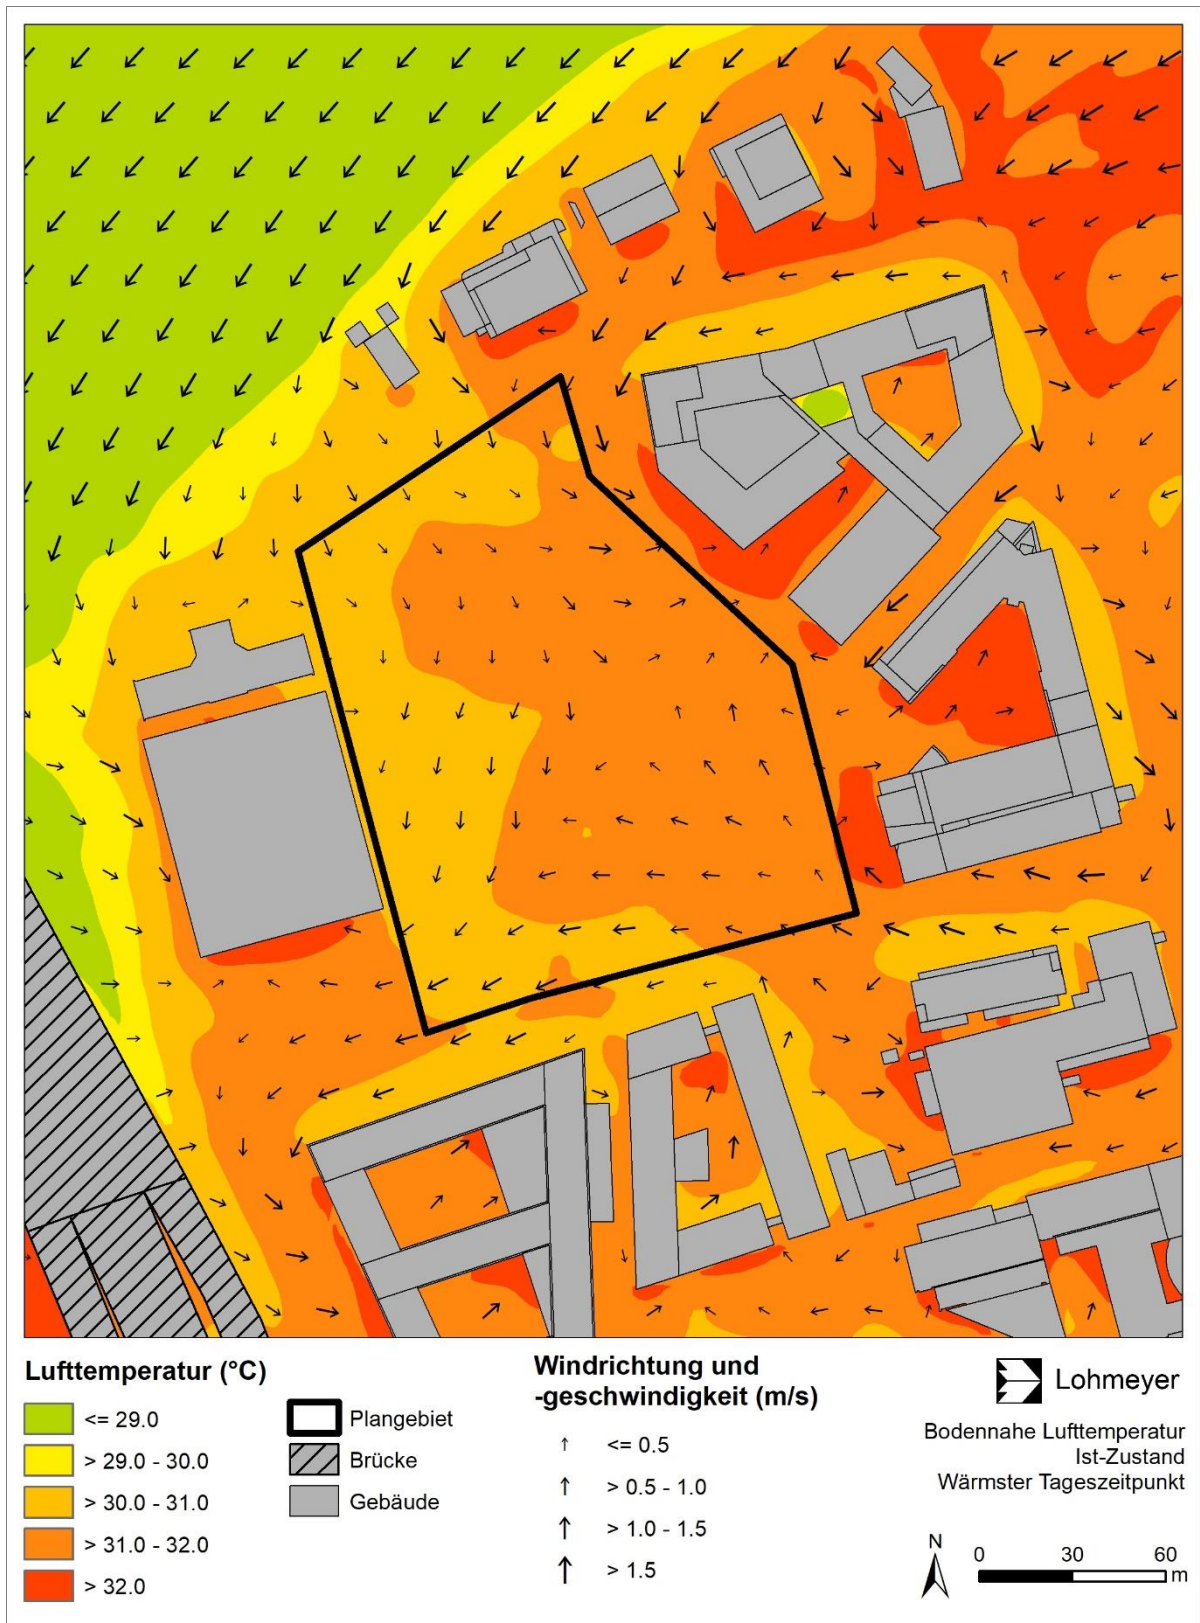 Lufttemperatur (°C)
<= 29.0
> 29.0 - 30.0
> 30.0 - 31.0
> 31.0 - 32.0
> 32.0
Plangebiet
Brücke
Gebäude
Windrichtung und
-geschwindigkeit (m/s)
<= 0.5
> 0.5 - 1.0
> 1.0 - 1.5
> 1.5
Lohmeyer
Bodennahe Lufttemperatur
Ist-Zustand
Wärmster Tageszeitpunkt
N
0 30 60
m